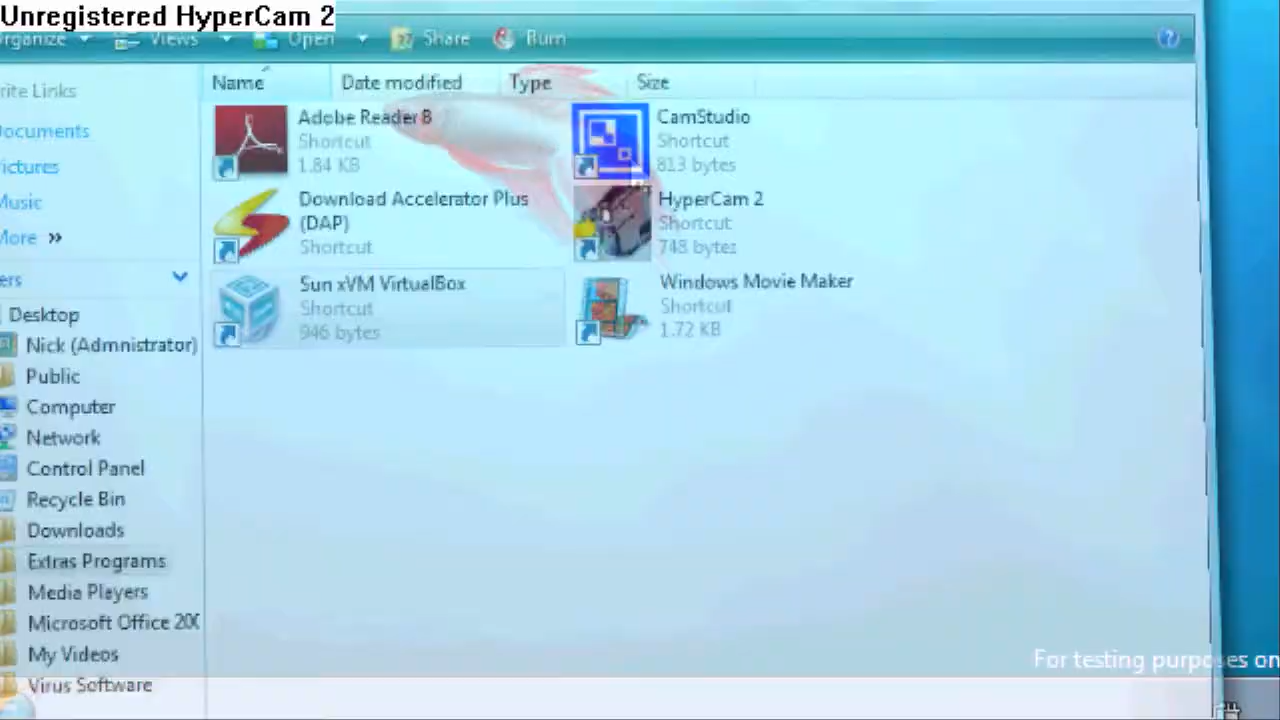 Unregistered HyperCam 2
Organize Views Open Share Burn
rite Links
Name Date modified Type Size
Documents
Pictures
Music
More »
ers
Adobe Reader 8
Shortcut
1.84 KB
CamStudio
Shortcut
813 bytes
Download Accelerator Plus
(DAP)
Shortcut
HyperCam 2
Shortcut
748 bytes
Sun xVM VirtualBox
Shortcut
946 bytes
Windows Movie Maker
Shortcut
1.72 KB
Desktop
Nick (Admnistrator)
Public
Computer
Network
Control Panel
Recycle Bin
Downloads
Extras Programs
Media Players
Microsoft Office 200
My Videos
Virus Software
For testing purposes on